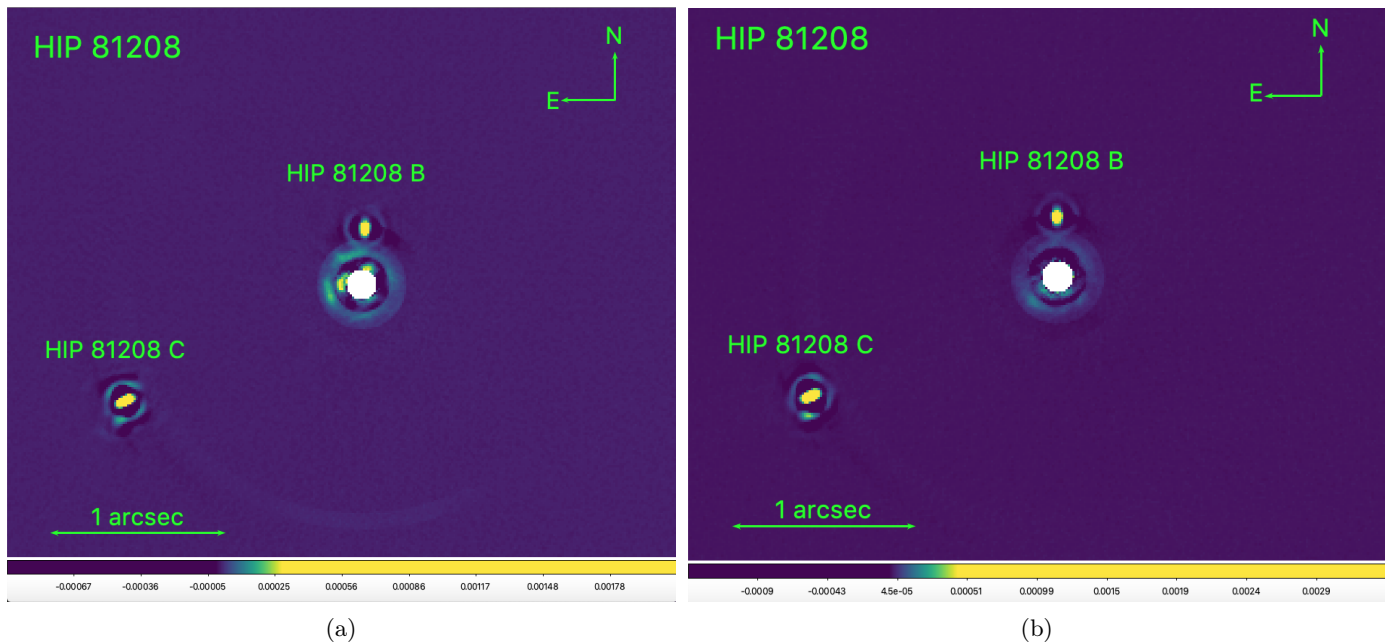 HIP 81208
N
E
HIP 81208 B
HIP 81208 C
1 arcsec
-0.00067 -0.00036 -0.00005 0.00025 0.00056 0.00086 0.00117 0.00148 0.00178
(a)
HIP 81208
N
E
HIP 81208 B
HIP 81208 C
1 arcsec
-0.0009 -0.00043 4.5e-05 0.00051 0.00099 0.0015 0.0019 0.0024 0.0029
(b)